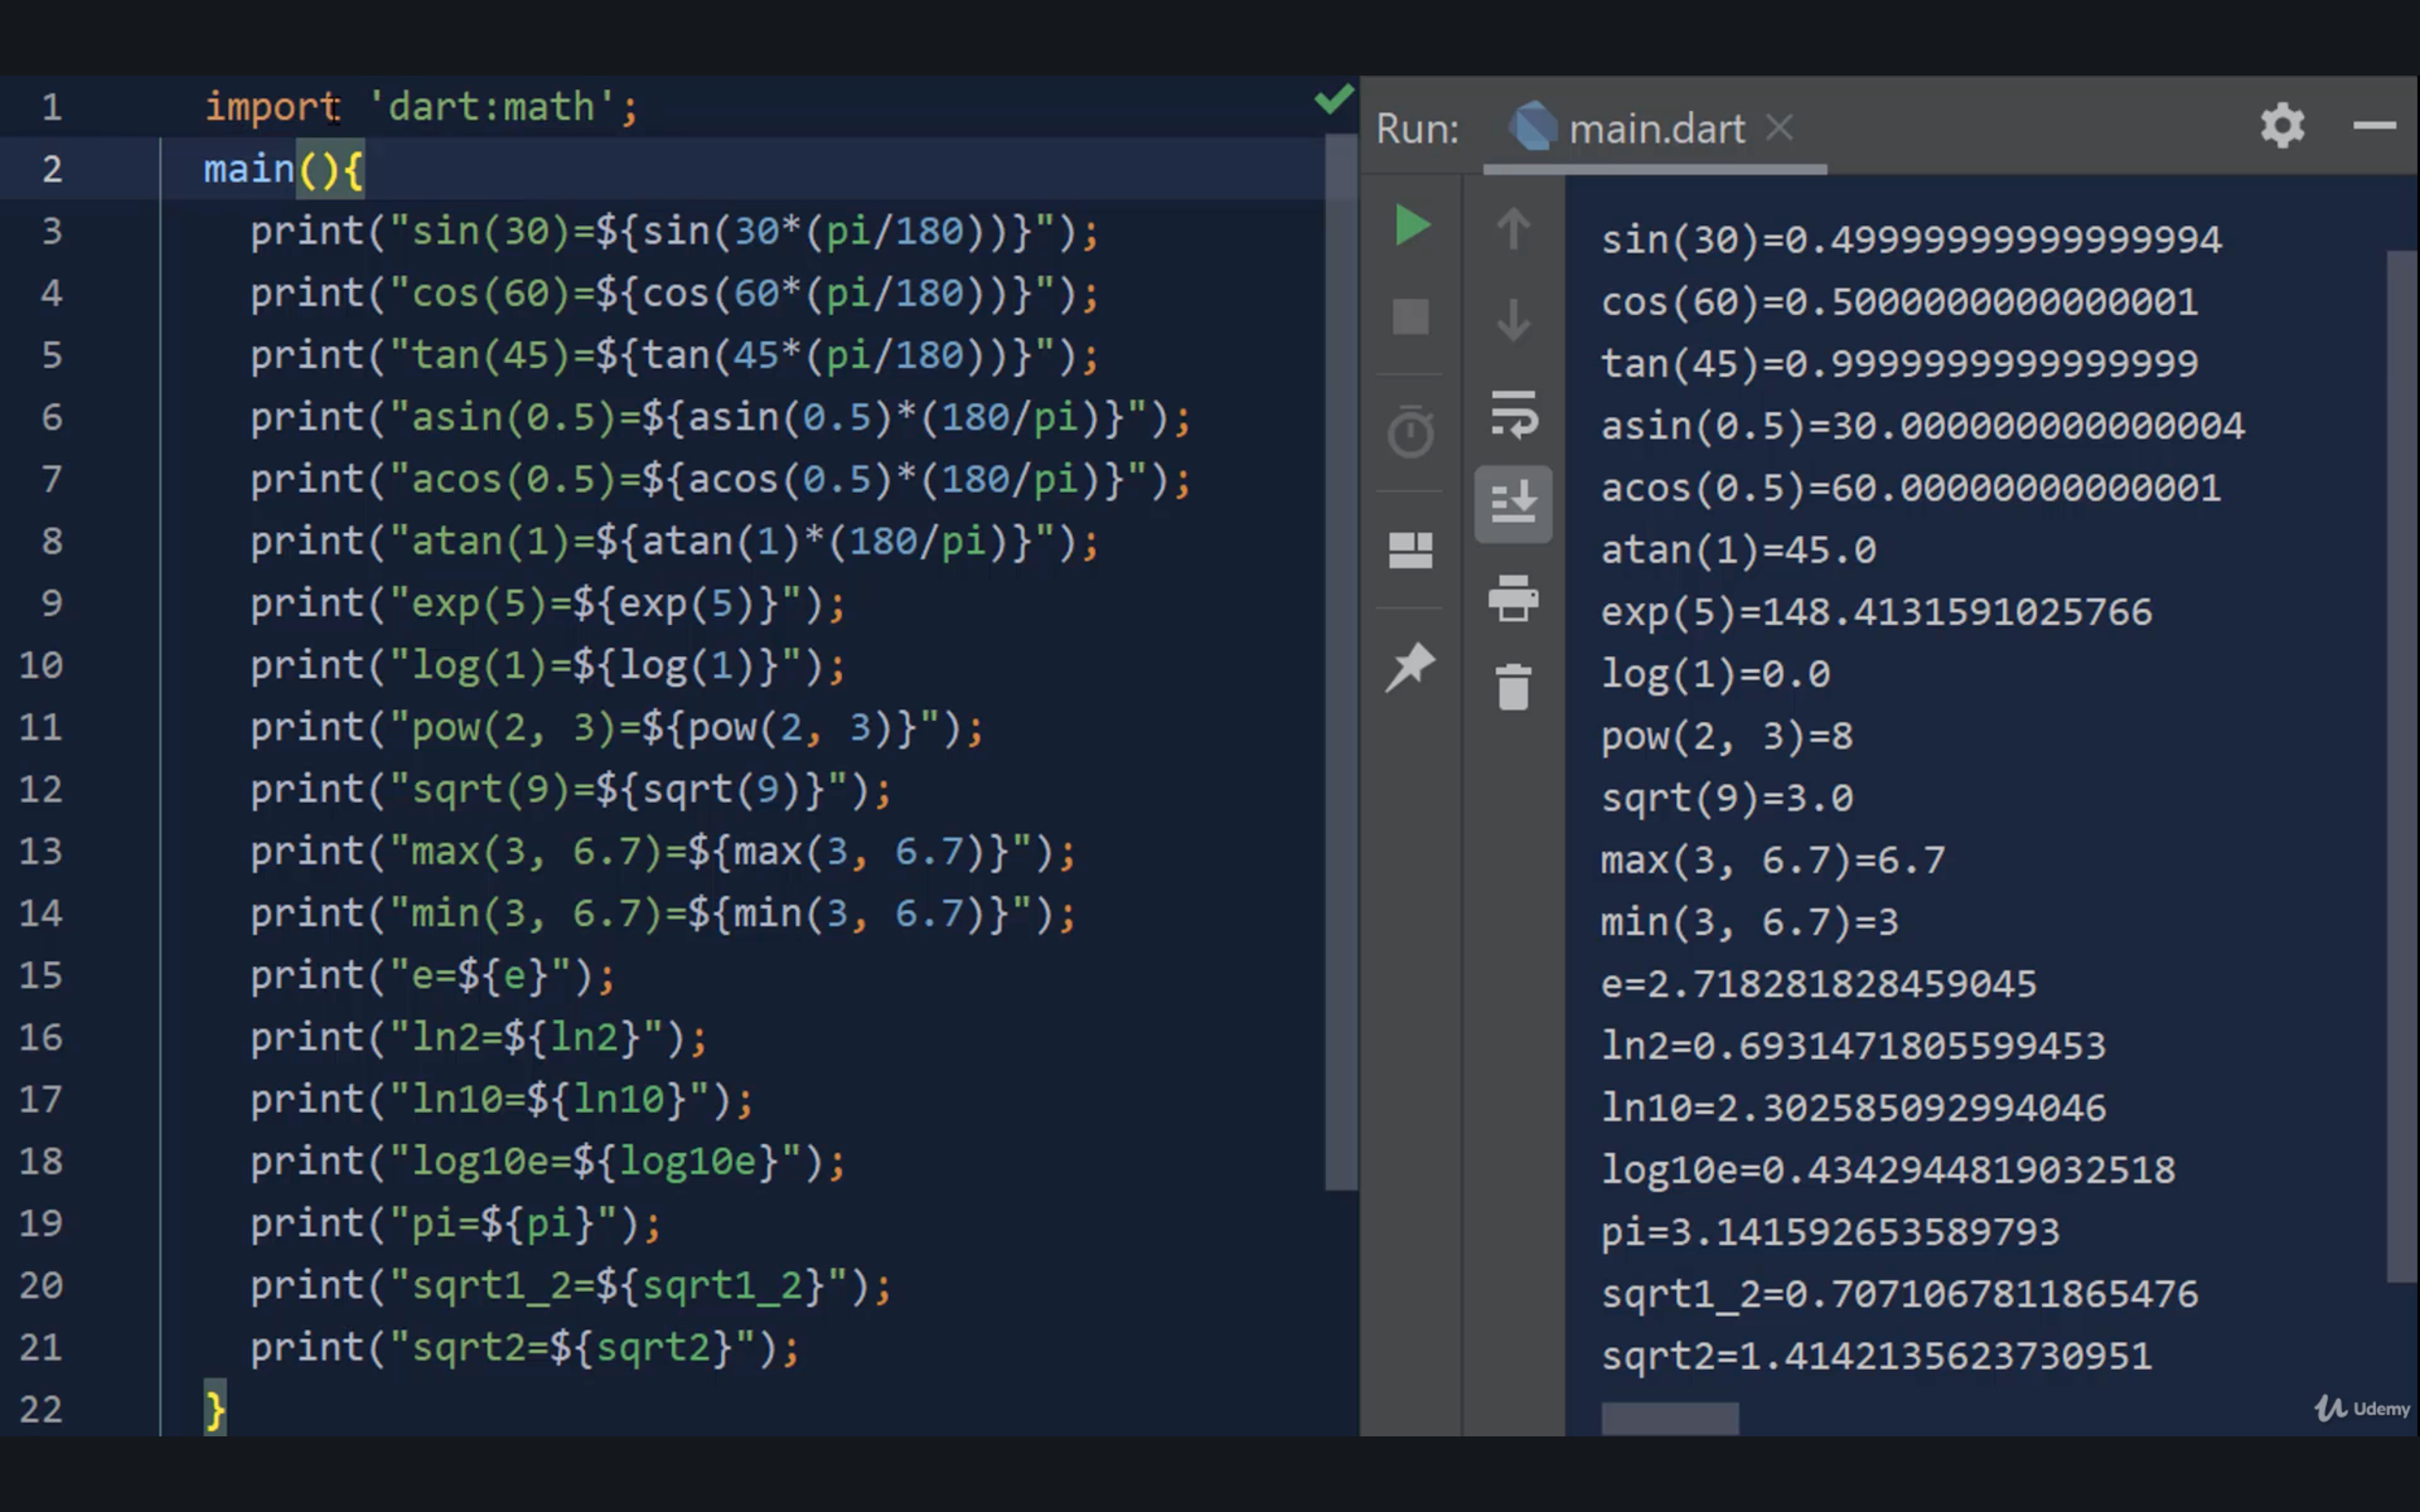 1 import 'dart:math';
2 main(){
3 print("sin(30)=${sin(30*(pi/180))}");
4 print("cos(60)=${cos(60*(pi/180))}");
5 print("tan(45)=${tan(45*(pi/180))}");
6 print("asin(0.5)=${asin(0.5)*(180/pi)}");
7 print("acos(0.5)=${acos(0.5)*(180/pi)}");
8 print("atan(1)=${atan(1)*(180/pi)}");
9 print("exp(5)=${exp(5)}");
10 print("log(1)=${log(1)}");
11 print("pow(2, 3)=${pow(2, 3)}");
12 print("sqrt(9)=${sqrt(9)}");
13 print("max(3, 6.7)=${max(3, 6.7)}");
14 print("min(3, 6.7)=${min(3, 6.7)}");
15 print("e=${e}");
16 print("ln2=${ln2}");
17 print("ln10=${ln10}");
18 print("log10e=${log10e}");
19 print("pi=${pi}");
20 print("sqrt1_2=${sqrt1_2}");
21 print("sqrt2=${sqrt2}");
22 }
Run: main.dart
sin(30)=0.49999999999999994
cos(60)=0.5000000000000001
tan(45)=0.9999999999999999
asin(0.5)=30.000000000000004
acos(0.5)=60.00000000000001
atan(1)=45.0
exp(5)=148.4131591025766
log(1)=0.0
pow(2, 3)=8
sqrt(9)=3.0
max(3, 6.7)=6.7
min(3, 6.7)=3
e=2.718281828459045
ln2=0.6931471805599453
ln10=2.302585092994046
log10e=0.4342944819032518
pi=3.141592653589793
sqrt1_2=0.7071067811865476
sqrt2=1.4142135623730951
Udemy